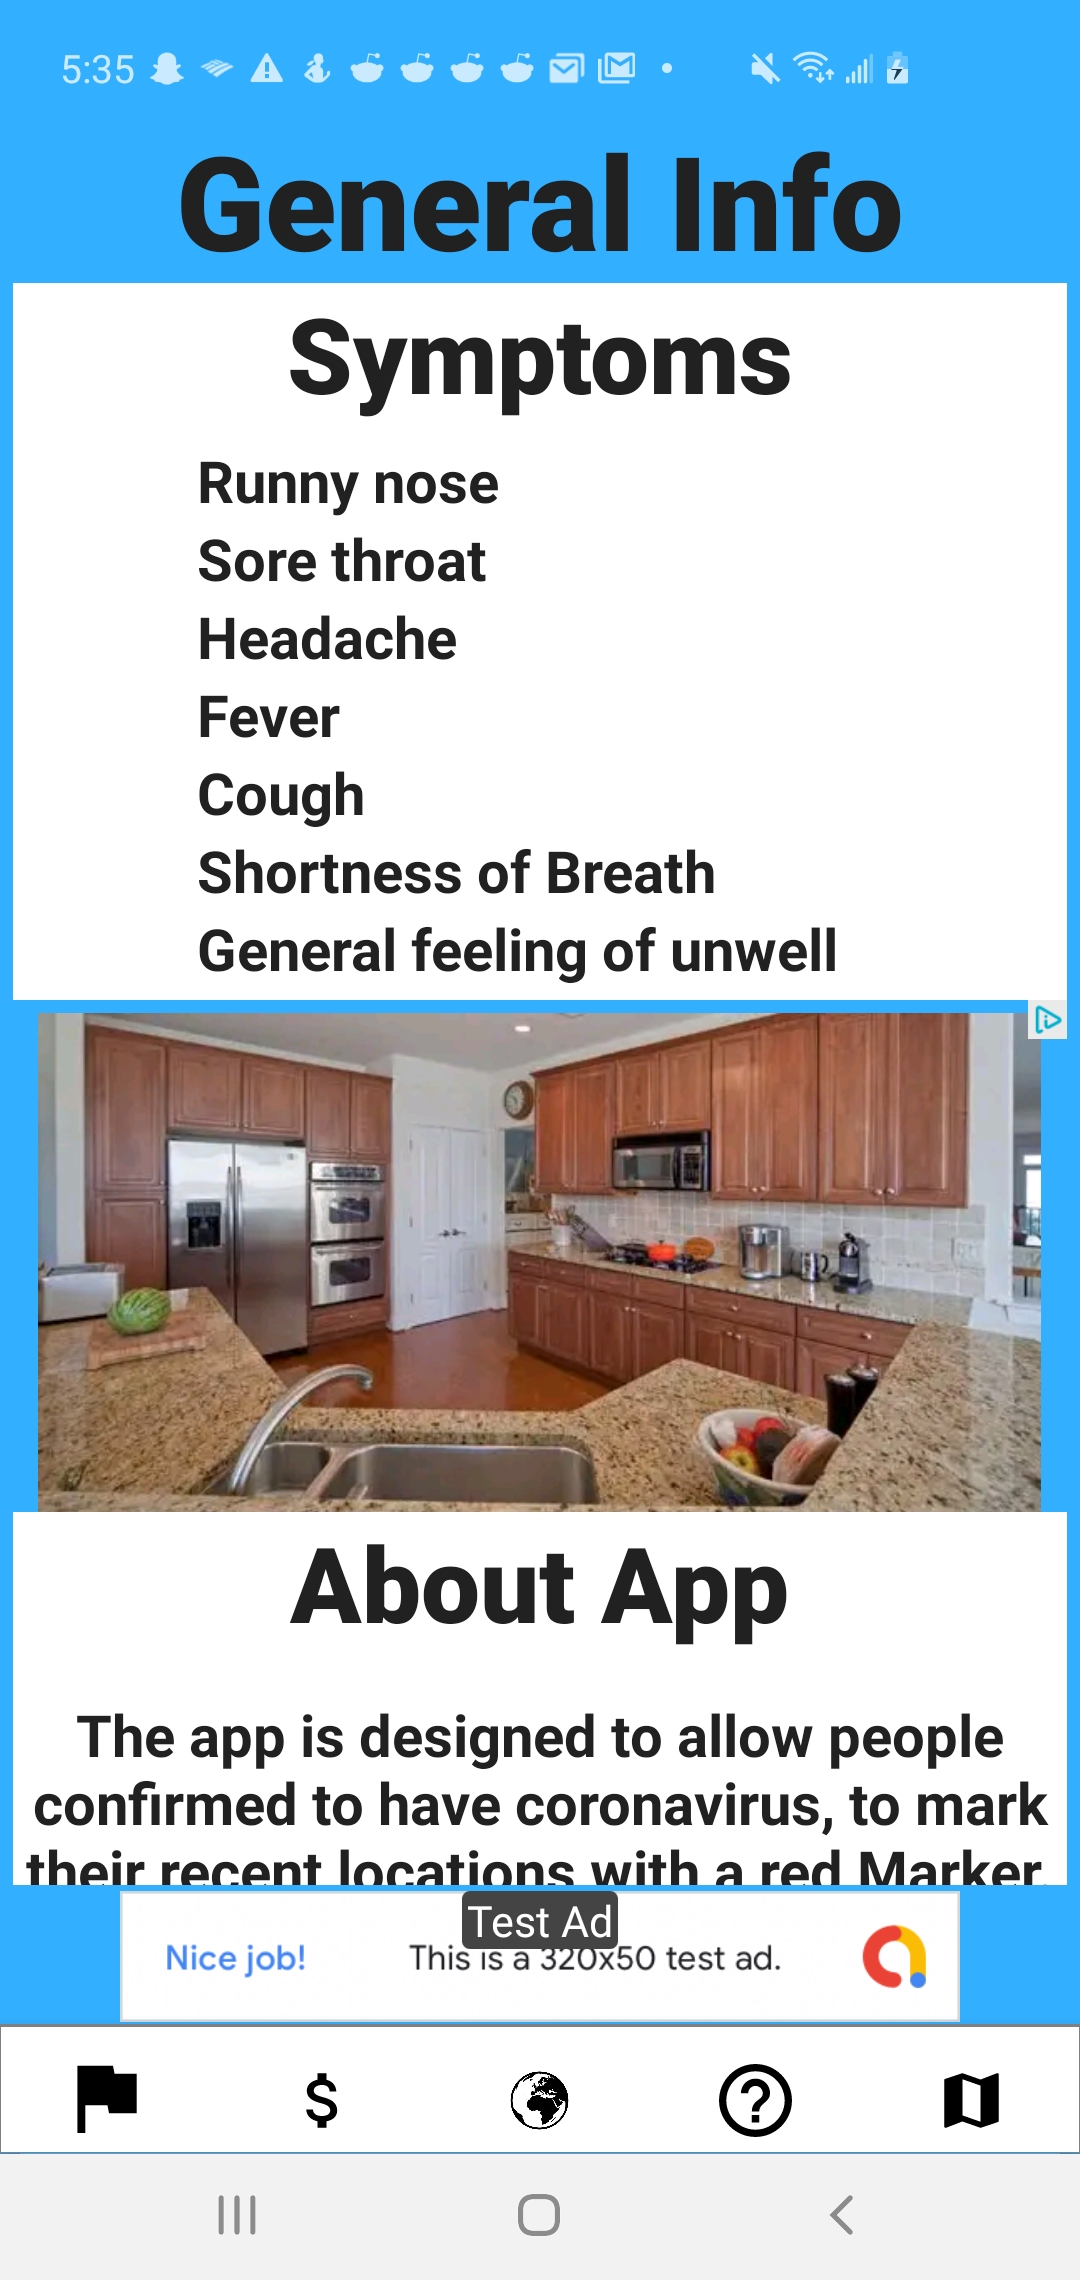 5:35
General Info
Symptoms
Runny nose
Sore throat
Headache
Fever
Cough
Shortness of Breath
General feeling of unwell
About App
The app is designed to allow people
confirmed to have coronavirus, to mark
their recent locations with a red Marker.
Test Ad
Nice job!
This is a 320x50 test ad.